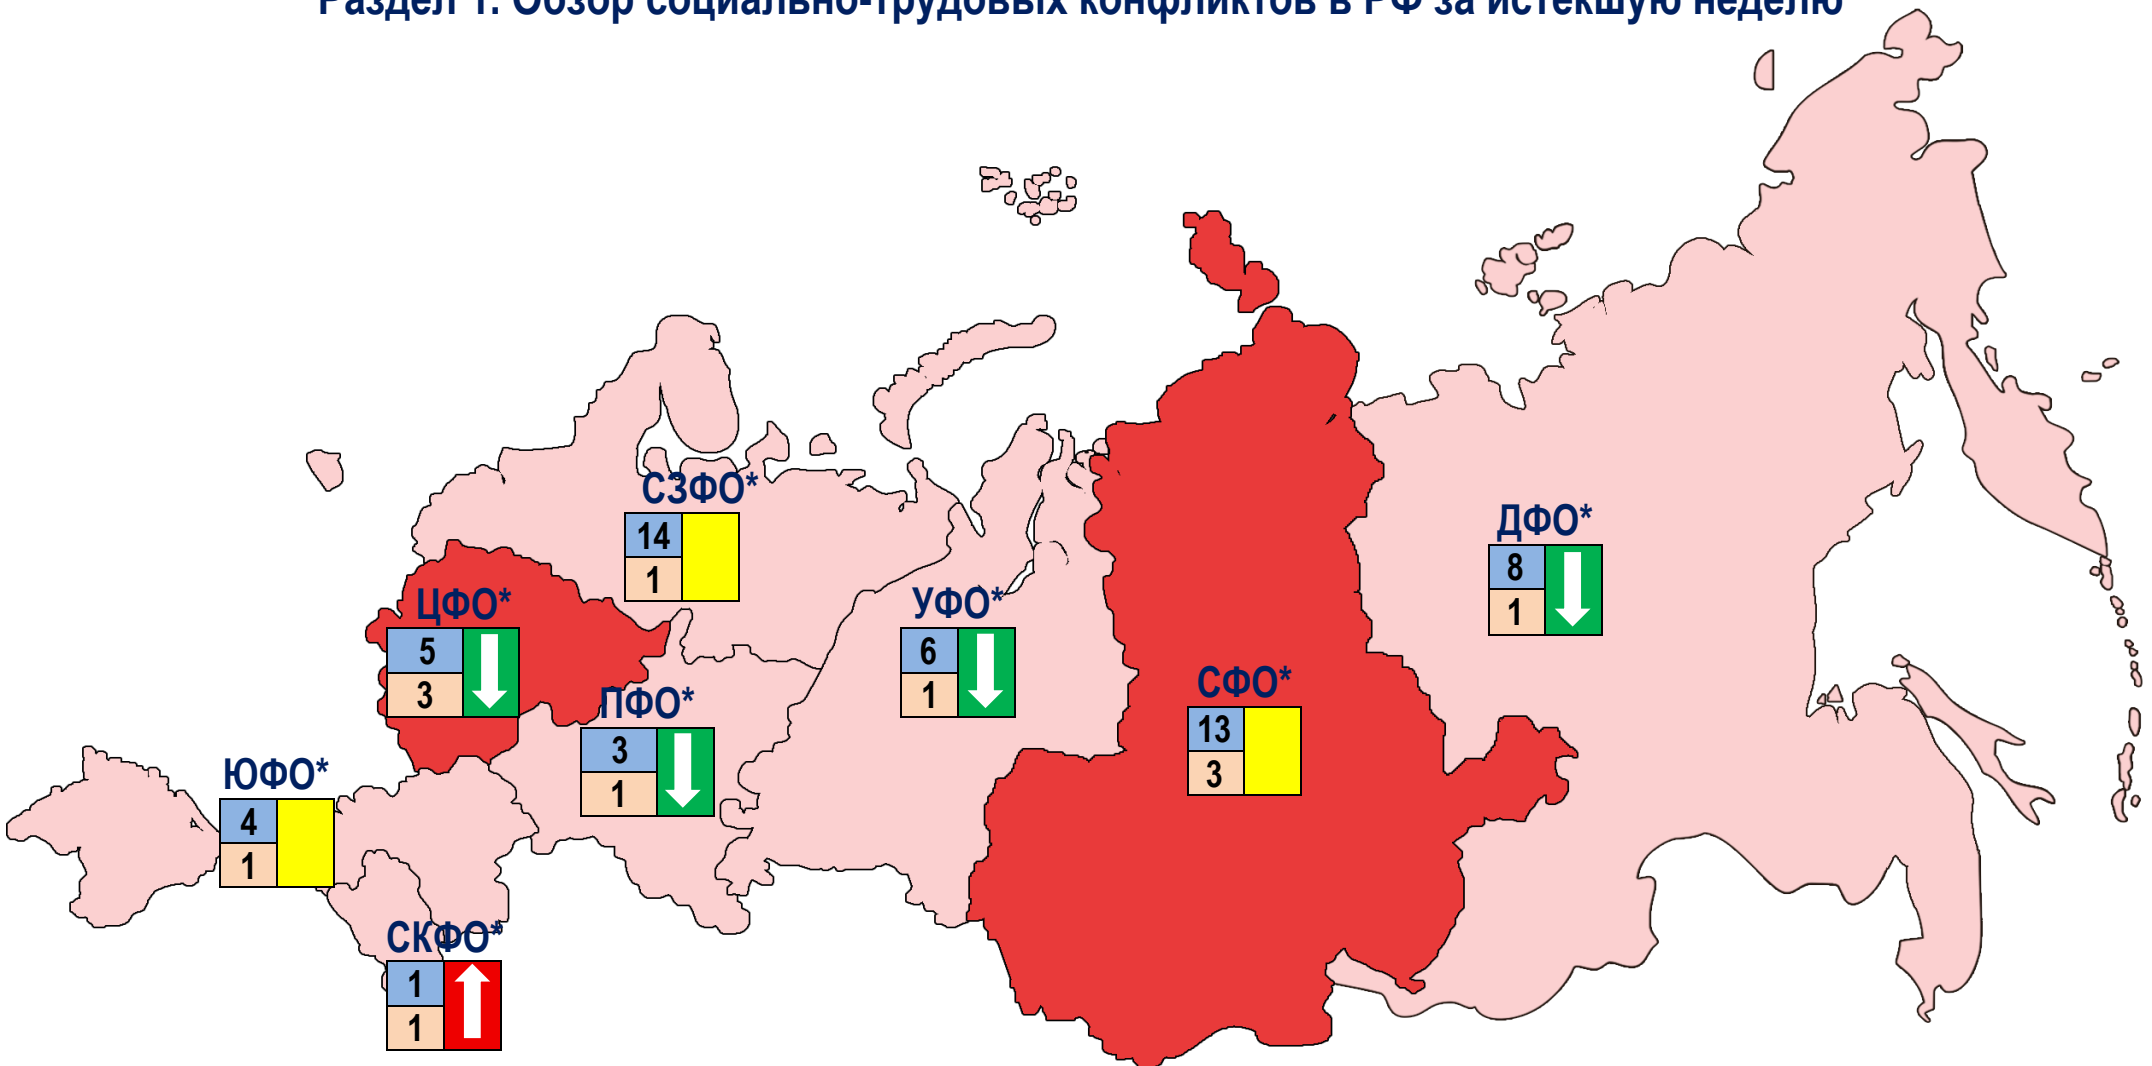 Раздел 1. Обзор социально-трудовых конфликтов в РФ за истекшую неделю
СЗФО*
14
1
ДФО*
8
1
ЦФО*
5
3
УФО*
6
1
СФО*
13
3
ПФО*
3
1
ЮФО*
4
1
СКФО*
1
1